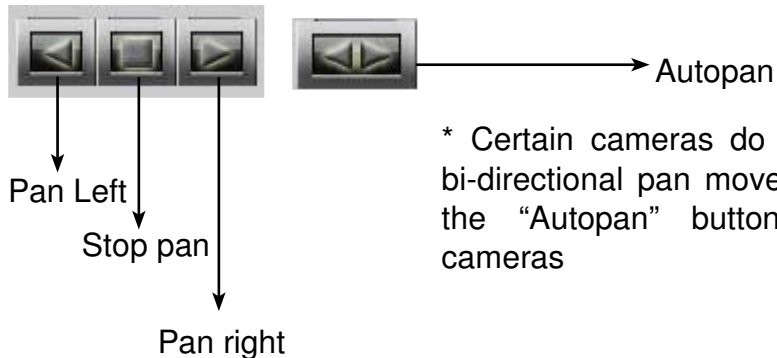 Autopan
* Certain cameras do
bi-directional pan move
the “Autopan” button
cameras
Pan Left
Stop pan
Pan right